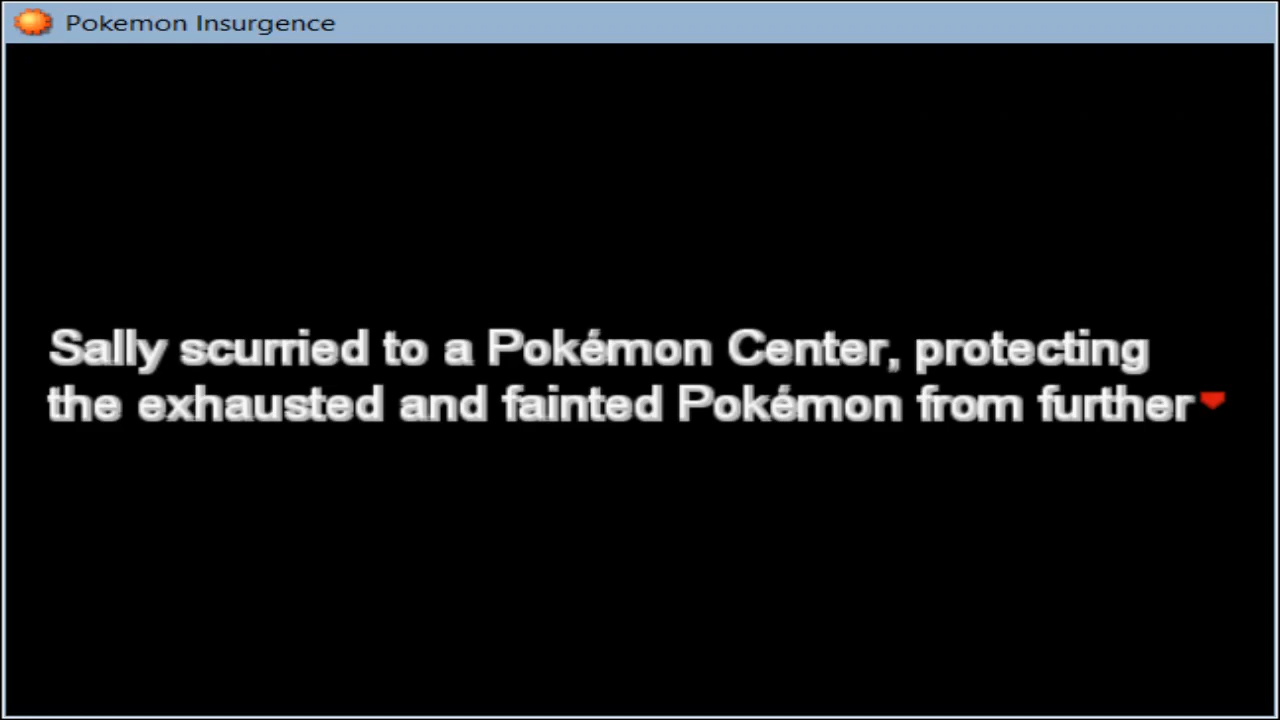 Pokemon Insurgence
Sally scurried to a Pokémon Center, protecting
the exhausted and fainted Pokémon from further